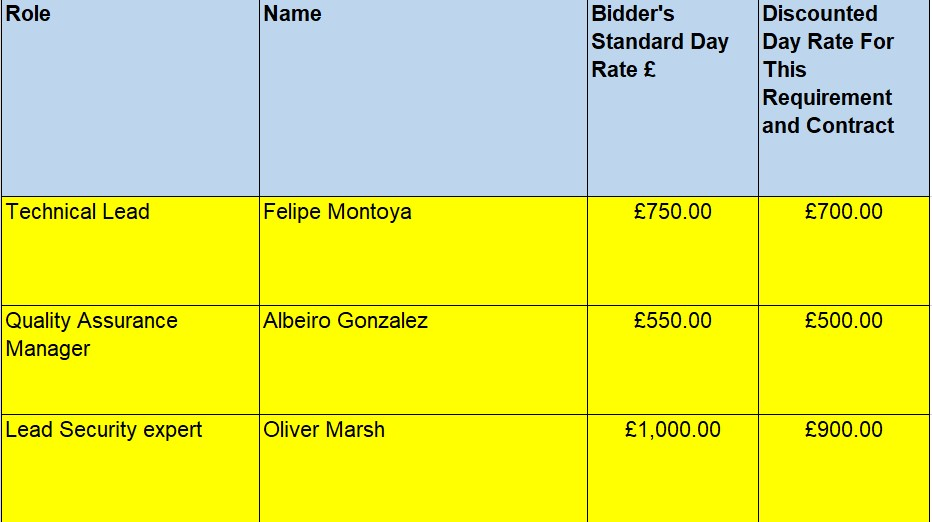 Role
Name
Bidder's
Standard Day
Rate £
Discounted
Day Rate For
This
Requirement
and Contract
Technical Lead
Felipe Montoya
£750.00
£700.00
Quality Assurance
Manager
Albeiro Gonzalez
£550.00
£500.00
Lead Security expert
Oliver Marsh
£1,000.00
£900.00